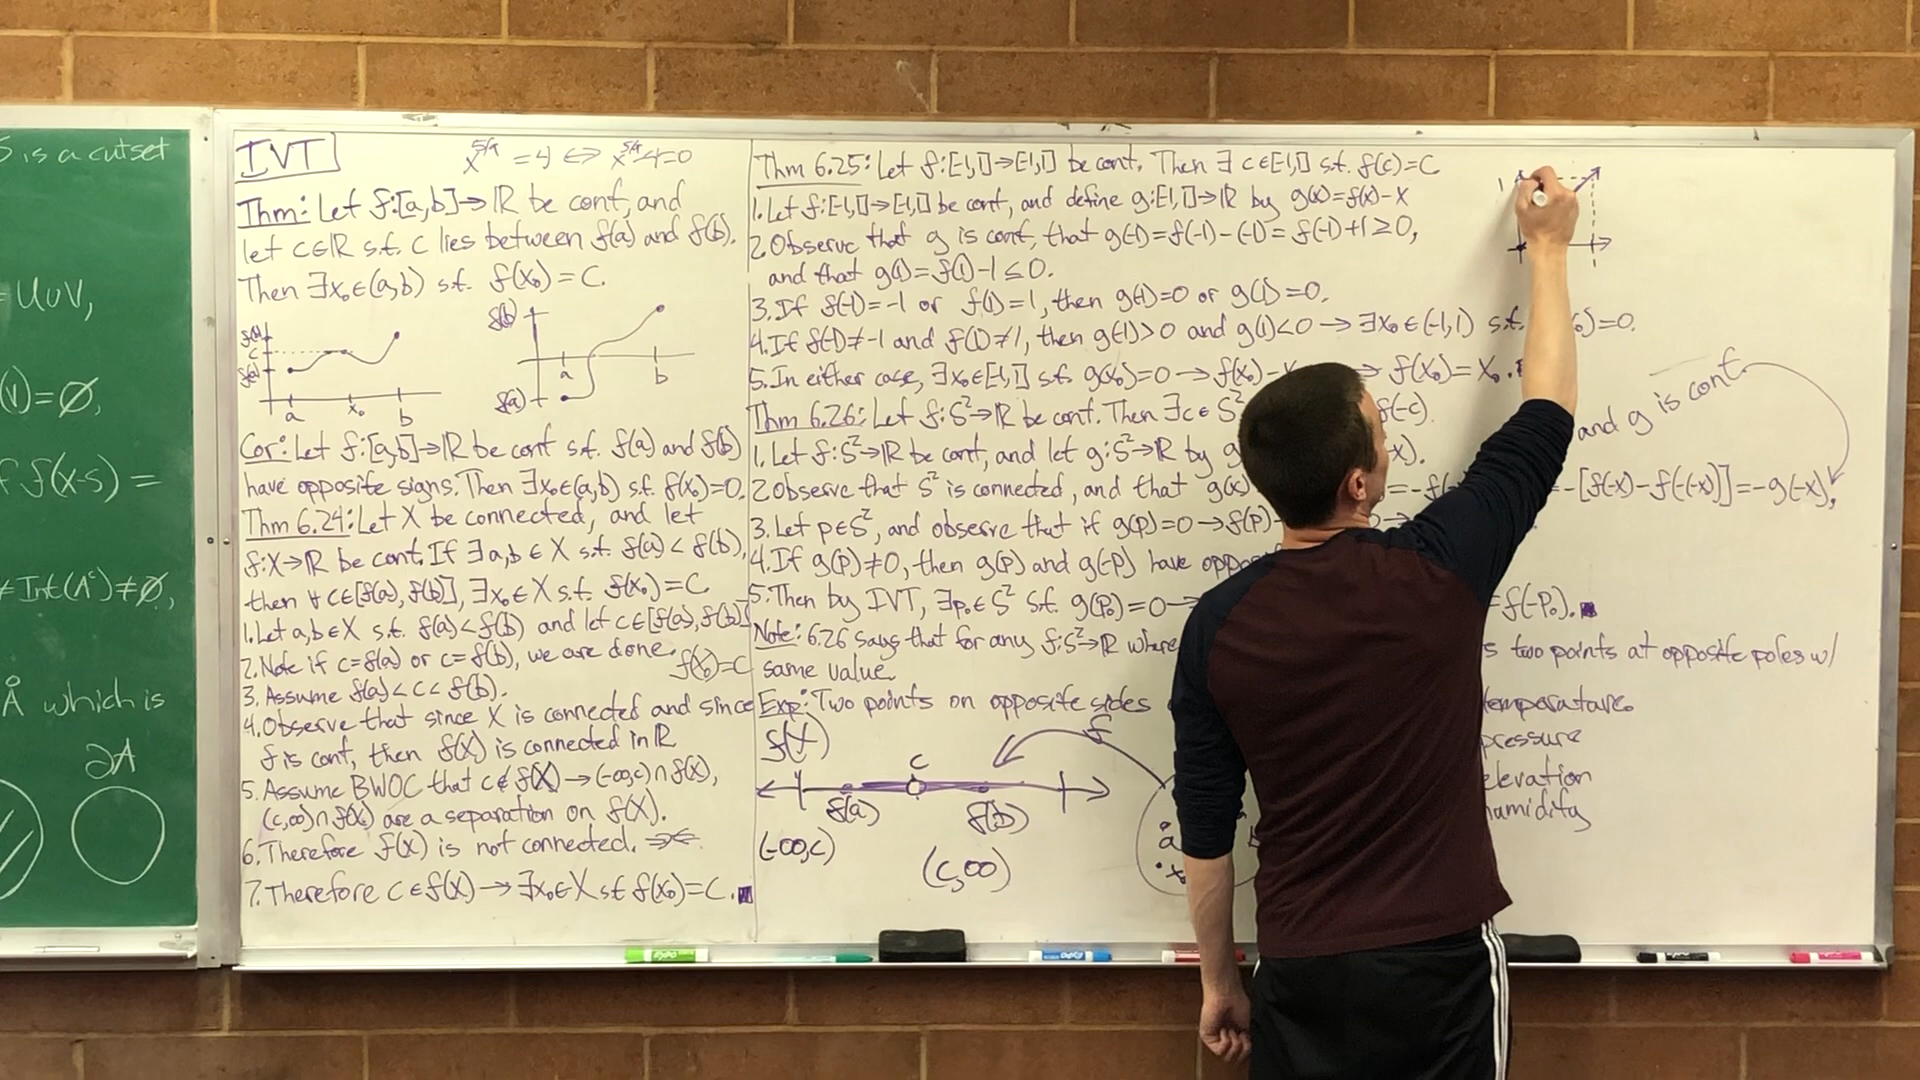 S is a cutset
= U∪V,
(V)=∅,
f f(x-s) =
≠ Int(A^c)≠∅,
Å which is
∂A
IVT
x^{5/4} = 4 ⟺ x^{5/4}-4=0
Thm: Let f:[a,b]→ℝ be cont, and
let c∈ℝ s.t. c lies between f(a) and f(b).
Then ∃x₀∈(a,b) s.t. f(x₀)=C.
f(b)
c
f(a)
a x₀ b
f(b)
a b
f(a)
Cor: Let f:[a,b]→ℝ be cont s.t. f(a) and f(b)
have opposite signs. Then ∃x₀∈(a,b) s.t. f(x₀)=0.
Thm 6.24: Let X be connected, and let
f:X→ℝ be cont. If ∃a,b∈X s.t. f(a)<f(b),
then ∀ c∈[f(a),f(b)], ∃x₀∈X s.t. f(x₀)=C
1. Let a,b∈X s.t. f(a)<f(b) and let c∈[f(a),f(b)]
2. Note if c=f(a) or c=f(b), we are done.
f(x₀)=C
3. Assume f(a)<c<f(b).
4. Observe that since X is connected and since
f is cont, then f(X) is connected in ℝ
5. Assume BWOC that c∉f(X)→(-∞,c)∩f(X),
(c,∞)∩f(X) are a separation on f(X).
6. Therefore f(X) is not connected. ⇒⇐
7. Therefore c∈f(X)→∃x₀∈X s.t. f(x₀)=C. ■
Thm 6.25: Let f:[-1,1]→[-1,1] be cont. Then ∃ c∈[-1,1] s.t. f(c)=C
1. Let f:[-1,1]→[-1,1] be cont, and define g:[-1,1]→ℝ by g(x)=f(x)-x
2. Observe that g is cont, that g(-1)=f(-1)-(-1)=f(-1)+1≥0,
and that g(1)=f(1)-1≤0.
3. If f(-1)=-1 or f(1)=1, then g(-1)=0 or g(1)=0.
4. If f(-1)≠-1 and f(1)≠1, then g(-1)>0 and g(1)<0→∃x₀∈(-1,1) s.t. )=0.
5. In either case, ∃x₀∈[-1,1] s.t. g(x₀)=0→f(x₀)- → f(x₀)=x₀.
Thm 6.26: Let f:S²→ℝ be cont. Then ∃c∈S² f(-c).
1. Let f:S²→ℝ be cont, and let g:S²→ℝ by g -x).
and g is cont.
2. Observe that S² is connected, and that g(x) =-f( =-[f(-x)-f(-(-x))]=-g(-x),
3. Let p∈S², and observe that if g(p)=0→f(p)-
4. If g(p)≠0, then g(p) and g(-p) have
5. Then by IVT, ∃p₀∈S² s.t. g(p₀)=0→ =f(-p₀). ■
Note: 6.26 says that for any f:S²→ℝ where two points at opposite poles w/
same value.
Exp: Two points on opposite sides temperature
pressure
elevation
humidity
f(X)
f
c
f(a) f(b)
(-∞,c)
(c,∞)
a
x₀
1